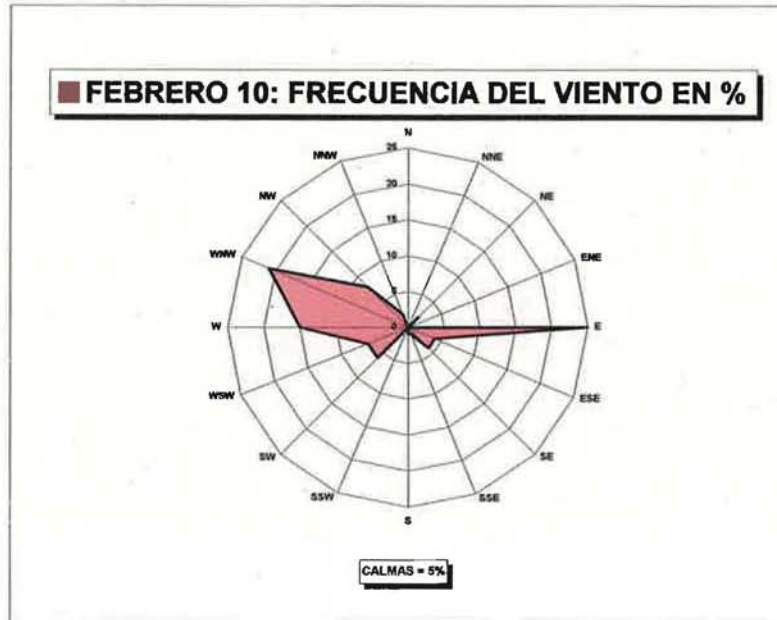 FEBRERO 10: FRECUENCIA DEL VIENTO EN %
N
NNE
NE
ENE
E
ESE
SE
SSE
S
SSW
SW
WSW
W
WNW
NW
NNW
25
20
15
10
5
0
CALMAS = 5%